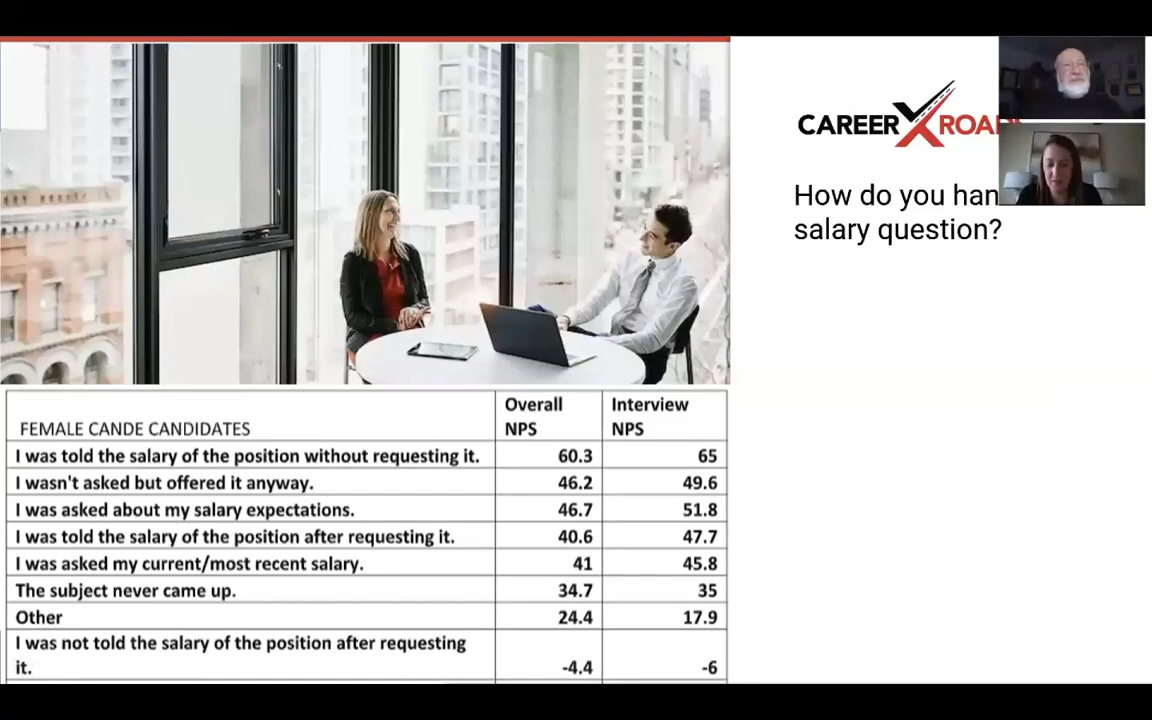 CAREER ROA
How do you han
salary question?
FEMALE CANDE CANDIDATES Overall NPS Interview NPS
I was told the salary of the position without requesting it. 60.3 65
I wasn't asked but offered it anyway. 46.2 49.6
I was asked about my salary expectations. 46.7 51.8
I was told the salary of the position after requesting it. 40.6 47.7
I was asked my current/most recent salary. 41 45.8
The subject never came up. 34.7 35
Other 24.4 17.9
I was not told the salary of the position after requesting
it. -4.4 -6